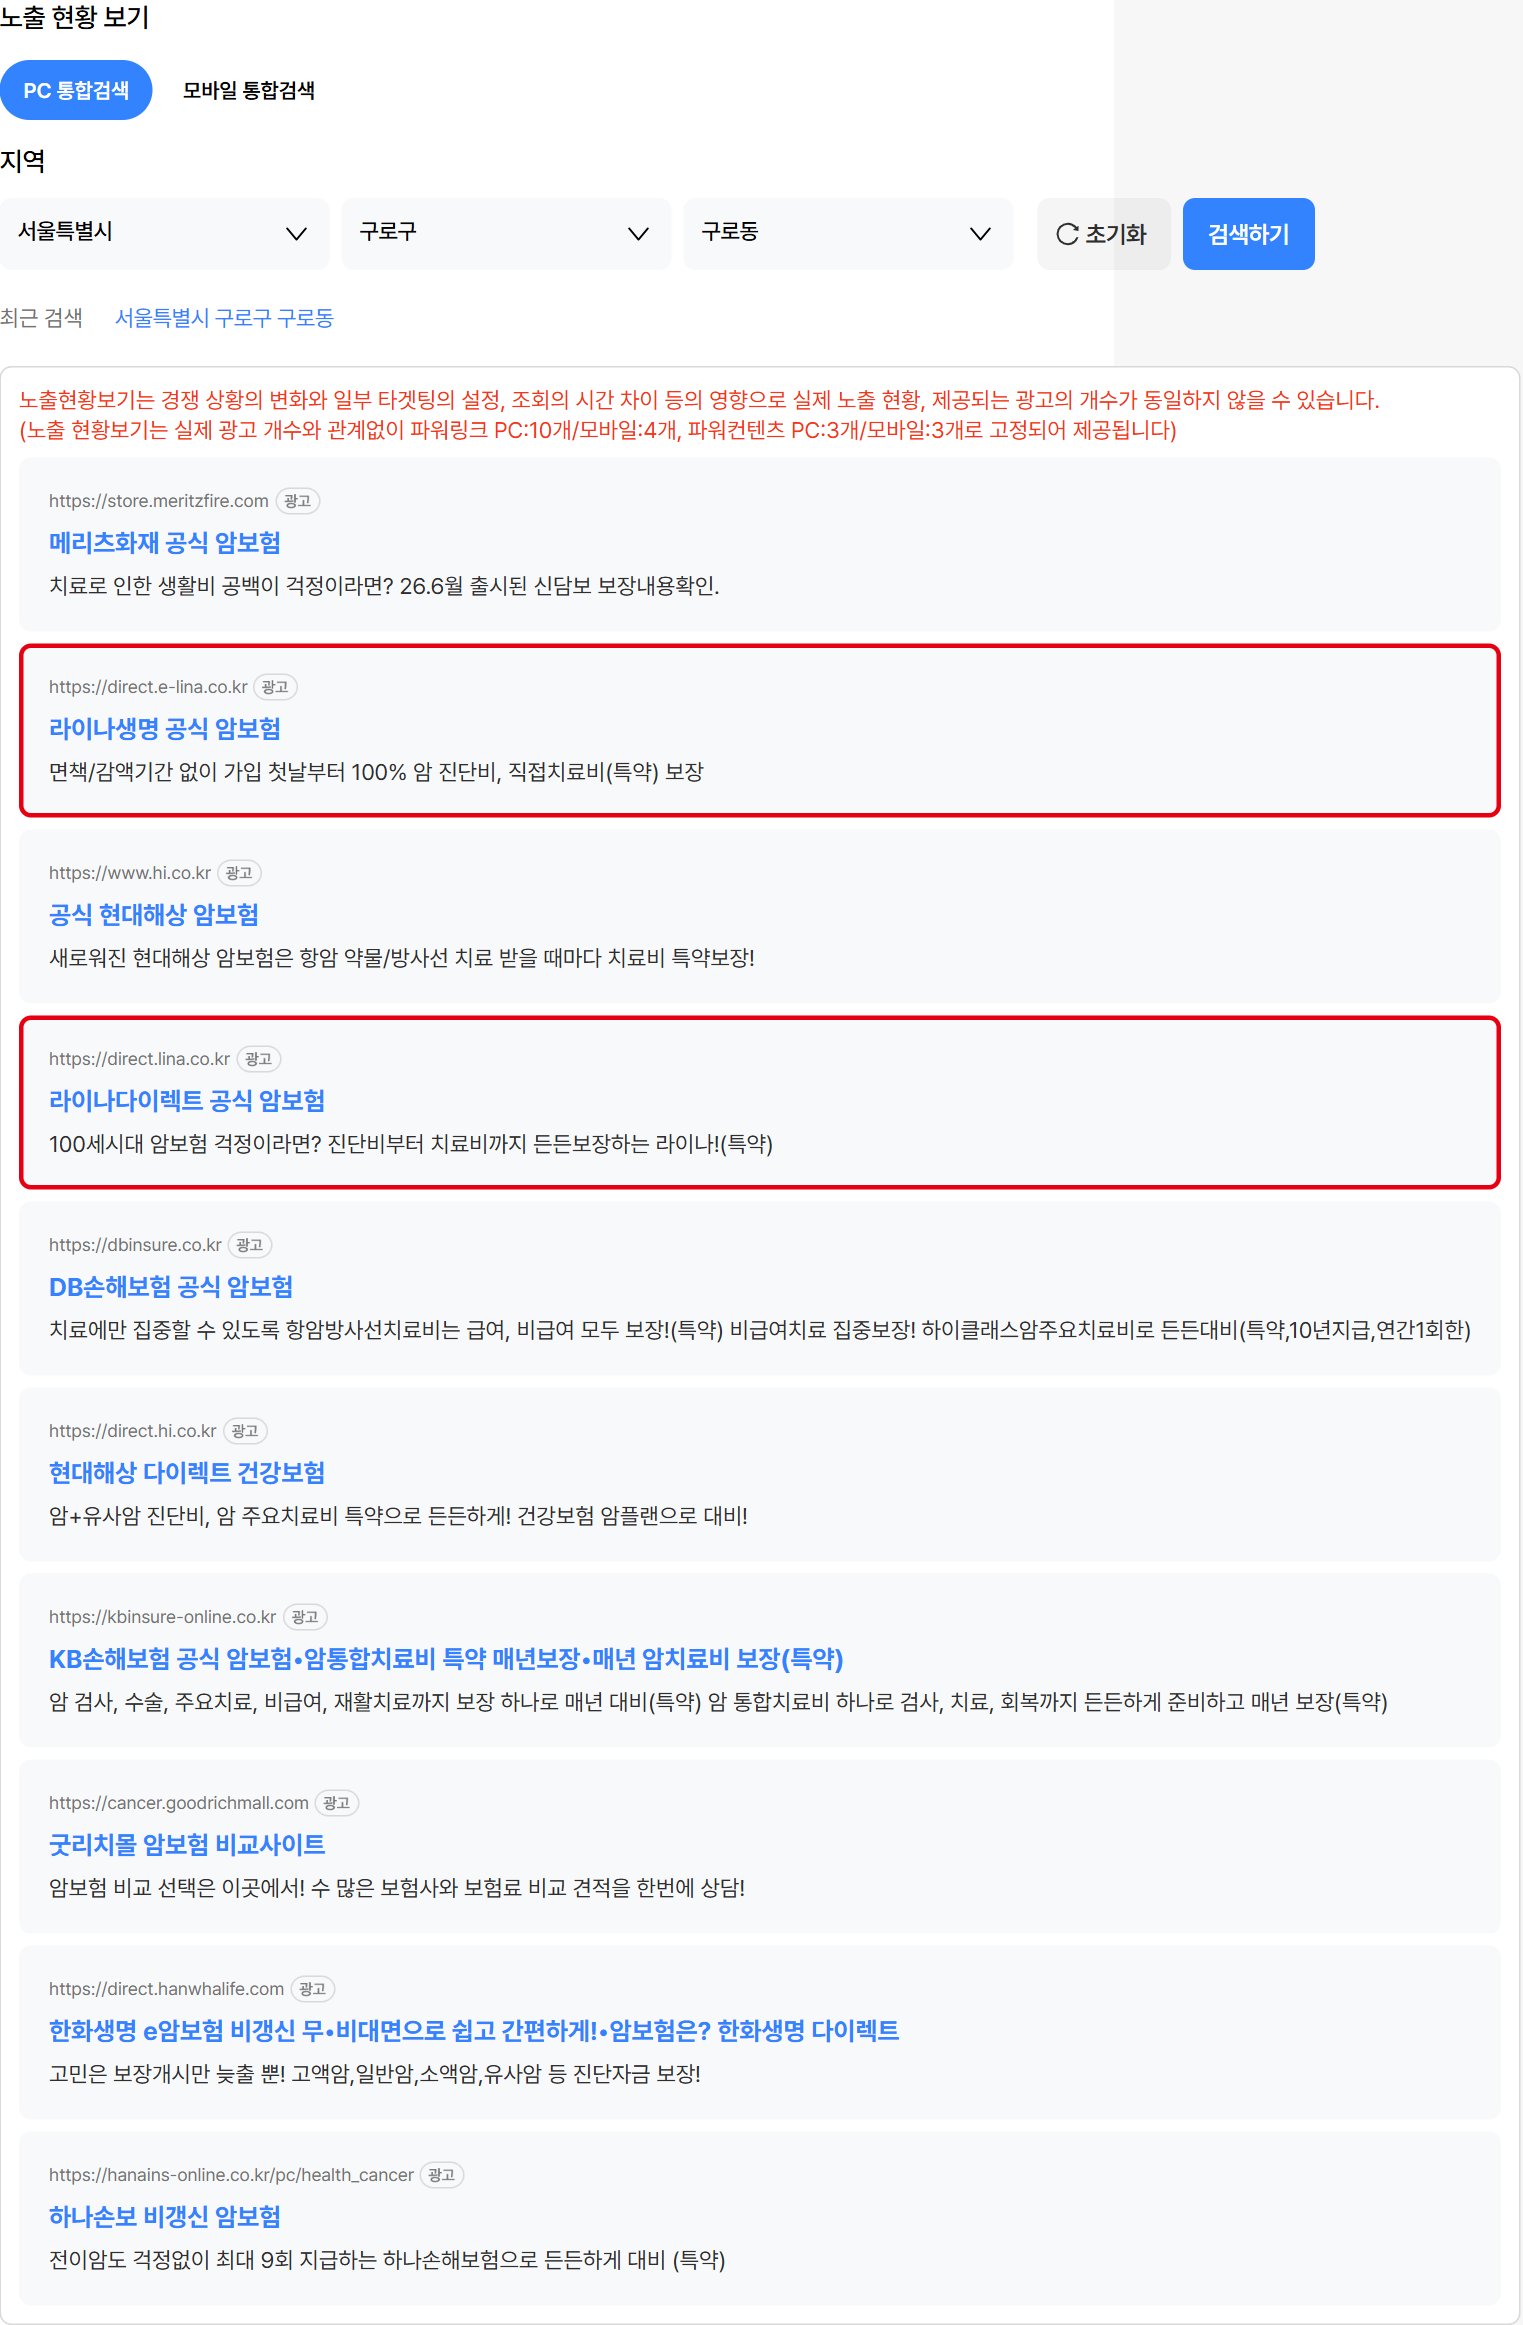 노출 현황 보기
PC 통합검색
모바일 통합검색
지역
서울특별시
구로구
구로동
초기화
검색하기
최근 검색
서울특별시 구로구 구로동
노출현황보기는 경쟁 상황의 변화와 일부 타겟팅의 설정, 조회의 시간 차이 등의 영향으로 실제 노출 현황, 제공되는 광고의 개수가 동일하지 않을 수 있습니다.
(노출 현황보기는 실제 광고 개수와 관계없이 파워링크 PC:10개/모바일:4개, 파워컨텐츠 PC:3개/모바일:3개로 고정되어 제공됩니다)
https://store.meritzfire.com 광고
메리츠화재 공식 암보험
치료로 인한 생활비 공백이 걱정이라면? 26.6월 출시된 신담보 보장내용확인.
https://direct.e-lina.co.kr 광고
라이나생명 공식 암보험
면책/감액기간 없이 가입 첫날부터 100% 암 진단비, 직접치료비(특약) 보장
https://www.hi.co.kr 광고
공식 현대해상 암보험
새로워진 현대해상 암보험은 항암 약물/방사선 치료 받을 때마다 치료비 특약보장!
https://direct.lina.co.kr 광고
라이나다이렉트 공식 암보험
100세시대 암보험 걱정이라면? 진단비부터 치료비까지 든든보장하는 라이나!(특약)
https://dbinsure.co.kr 광고
DB손해보험 공식 암보험
치료에만 집중할 수 있도록 항암방사선치료비는 급여, 비급여 모두 보장!(특약) 비급여치료 집중보장! 하이클래스암주요치료비로 든든대비(특약,10년지급,연간1회한)
https://direct.hi.co.kr 광고
현대해상 다이렉트 건강보험
암+유사암 진단비, 암 주요치료비 특약으로 든든하게! 건강보험 암플랜으로 대비!
https://kbinsure-online.co.kr 광고
KB손해보험 공식 암보험•암통합치료비 특약 매년보장•매년 암치료비 보장(특약)
암 검사, 수술, 주요치료, 비급여, 재활치료까지 보장 하나로 매년 대비(특약) 암 통합치료비 하나로 검사, 치료, 회복까지 든든하게 준비하고 매년 보장(특약)
https://cancer.goodrichmall.com 광고
굿리치몰 암보험 비교사이트
암보험 비교 선택은 이곳에서! 수 많은 보험사와 보험료 비교 견적을 한번에 상담!
https://direct.hanwhalife.com 광고
한화생명 e암보험 비갱신 무•비대면으로 쉽고 간편하게!•암보험은? 한화생명 다이렉트
고민은 보장개시만 늦출 뿐! 고액암,일반암,소액암,유사암 등 진단자금 보장!
https://hanains-online.co.kr/pc/health_cancer 광고
하나손보 비갱신 암보험
전이암도 걱정없이 최대 9회 지급하는 하나손해보험으로 든든하게 대비 (특약)